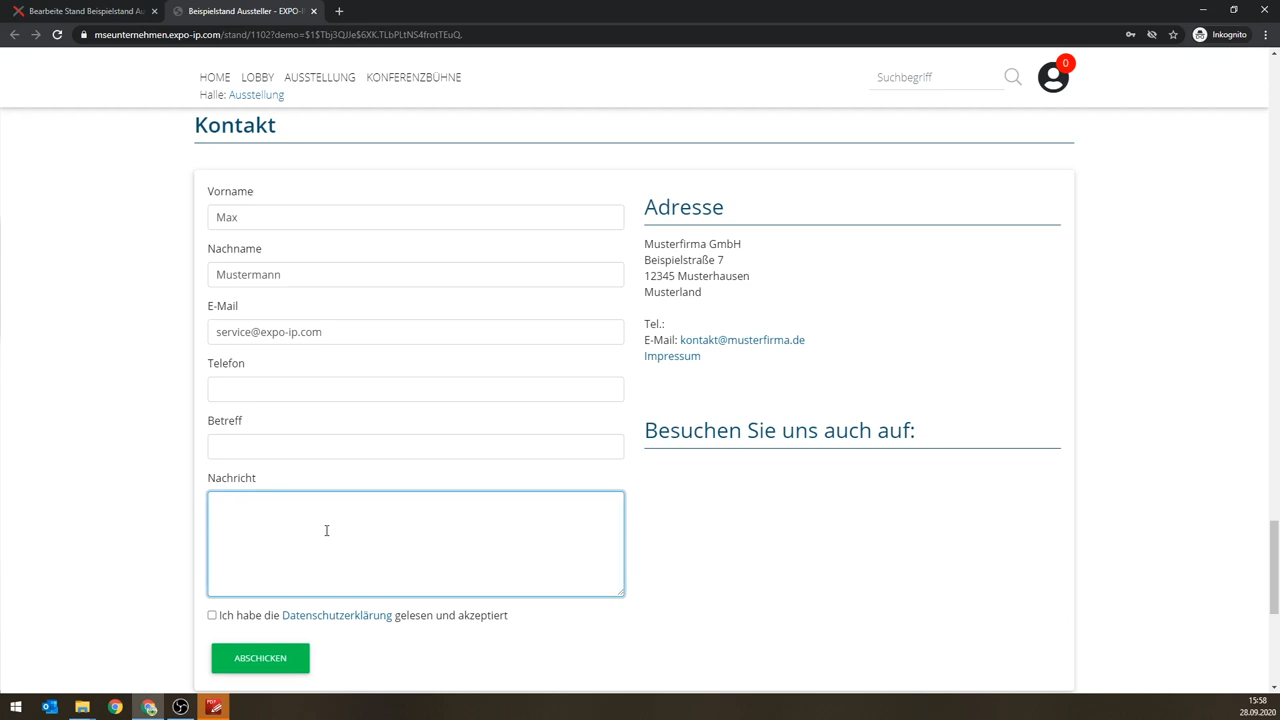 Bearbeite Stand Beispielstand Au
Beispielstand Aussteller - EXPO-I
mseunternehmen.expo-ip.com/stand/1102?demo=$1$Tbj3QJJe$6XK.TLbPLtNS4frotTEuQ.
Inkognito
HOME LOBBY AUSSTELLUNG KONFERENZBÜHNE
Suchbegriff
0
Halle: Ausstellung
Kontakt
Vorname
Max
Nachname
Mustermann
E-Mail
service@expo-ip.com
Telefon
Betreff
Nachricht
Ich habe die Datenschutzerklärung gelesen und akzeptiert
ABSCHICKEN
Adresse
Musterfirma GmbH
Beispielstraße 7
12345 Musterhausen
Musterland
Tel.:
E-Mail: kontakt@musterfirma.de
Impressum
Besuchen Sie uns auch auf:
PDF
15:58
28.09.2020